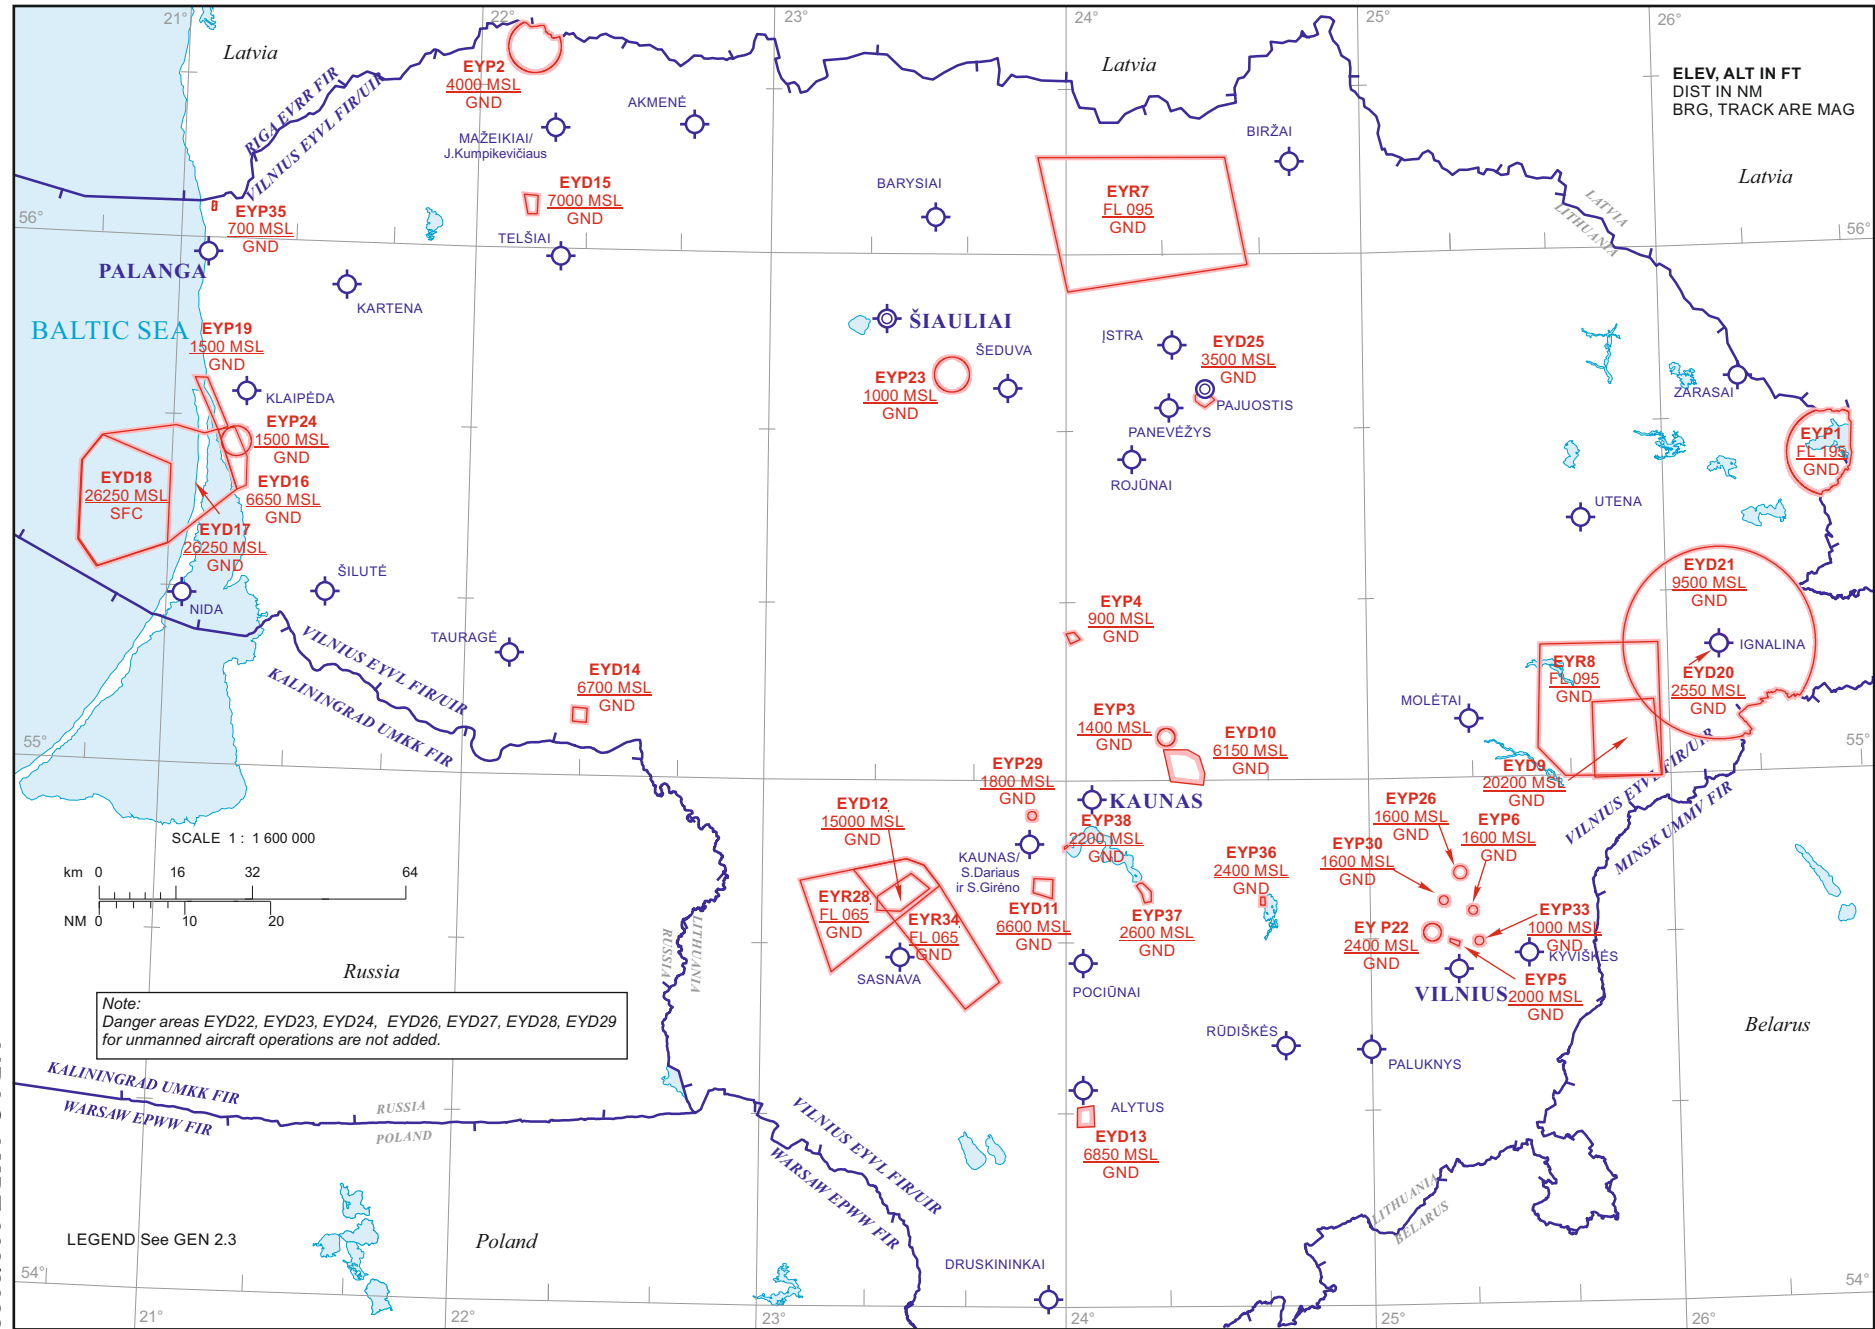 21°
22°
23°
24°
25°
26°
Latvia
Latvia
Latvia
ELEV, ALT IN FT
DIST IN NM
BRG, TRACK ARE MAG
RIGA EVRR FIR
VILNIUS EYVL FIR/UIR
EYP2
4000 MSL
GND
MAŽEIKIAI/
J.Kumpikevičiaus
AKMENĖ
BIRŽAI
BARYSIAI
EYD15
7000 MSL
GND
TELŠIAI
EYR7
FL 095
GND
LATVIA
LITHUANIA
56°
56°
EYP35
700 MSL
GND
PALANGA
KARTENA
BALTIC SEA
EYP19
1500 MSL
GND
KLAIPĖDA
ŠIAULIAI
ŠEDUVA
EYP23
1000 MSL
GND
ĮSTRA
EYD25
3500 MSL
GND
PAJUOSTIS
PANEVĖŽYS
ROJŪNAI
ZARASAI
EYP1
FL 195
GND
UTENA
EYP24
1500 MSL
GND
EYD18
26250 MSL
SFC
EYD16
6650 MSL
GND
EYD17
26250 MSL
GND
NIDA
ŠILUTĖ
TAURAGĖ
VILNIUS EYVL FIR/UIR
KALININGRAD UMKK FIR
EYD14
6700 MSL
GND
EYP4
900 MSL
GND
EYD21
9500 MSL
GND
IGNALINA
EYD20
2550 MSL
GND
EYR8
FL 095
GND
MOLĖTAI
EYP3
1400 MSL
GND
EYD10
6150 MSL
GND
55°
55°
EYD9
20200 MSL
GND
VILNIUS EYVL FIR/UIR
MINSK UMMV FIR
EYP29
1800 MSL
GND
KAUNAS
EYP38
2200 MSL
GND
EYD12
15000 MSL
GND
KAUNAS/
S.Dariaus
ir S.Girėno
EYP26
1600 MSL
GND
EYP6
1600 MSL
GND
EYP30
1600 MSL
GND
EYP36
2400 MSL
GND
SCALE 1 : 1 600 000
km 0 16 32 64
NM 0 10 20
EYR28
FL 065
GND
EYR34
FL 065
GND
SASNAVA
EYD11
6600 MSL
GND
EYP37
2600 MSL
GND
POCIŪNAI
EY P22
2400 MSL
GND
EYP33
1000 MSL
GND
KYVIŠKĖS
VILNIUS
EYP5
2000 MSL
GND
LITHUANIA
RUSSIA
Russia
Note:
Danger areas EYD22, EYD23, EYD24, EYD26, EYD27, EYD28, EYD29
for unmanned aircraft operations are not added.
Belarus
RŪDIŠKĖS
PALUKNYS
KALININGRAD UMKK FIR
WARSAW EPWW FIR
RUSSIA
POLAND
ALYTUS
EYD13
6850 MSL
GND
VILNIUS EYVL FIR/UIR
WARSAW EPWW FIR
LITHUANIA
BELARUS
LEGEND See GEN 2.3
Poland
DRUSKININKAI
54°
54°
21°
22°
23°
24°
25°
26°